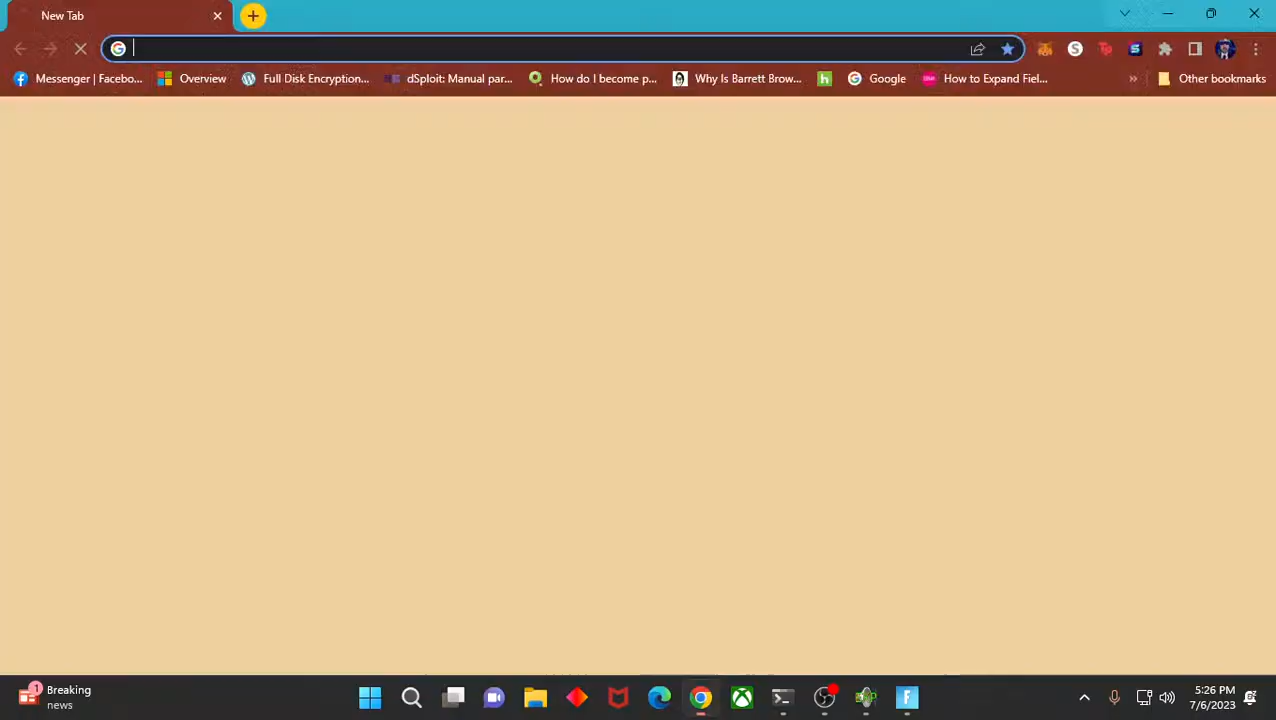 New Tab
Messenger | Facebo...
Overview
Full Disk Encryption...
dSploit: Manual par...
How do I become p...
Why Is Barrett Brow...
Google
How to Expand Fiel...
»
Other bookmarks
1
Breaking
news
5:26 PM
7/6/2023